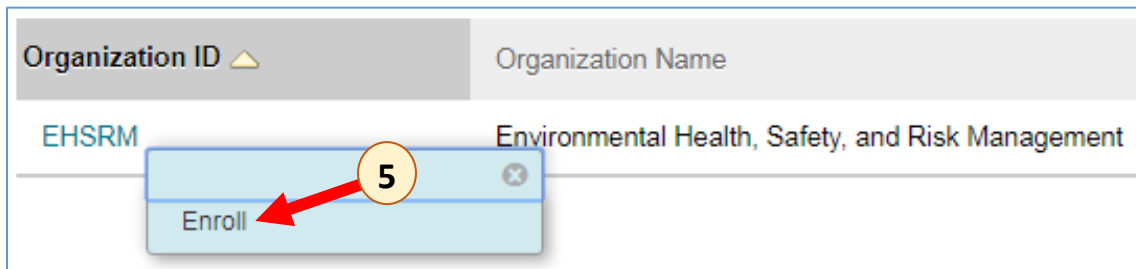 Organization ID
Organization Name
EHSRM
Environmental Health, Safety, and Risk Management
5
Enroll